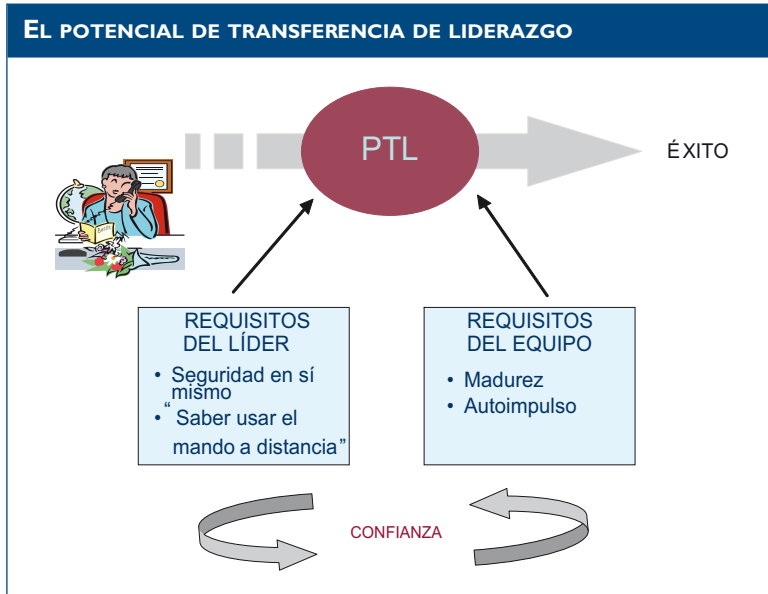 EL POTENCIAL DE TRANSFERENCIA DE LIDERAZGO
PTL
ÉXITO
REQUISITOS
DEL LÍDER
• Seguridad en sí
mismo
• “ Saber usar el
mando a distancia”
REQUISITOS
DEL EQUIPO
• Madurez
• Autoimpulso
CONFIANZA